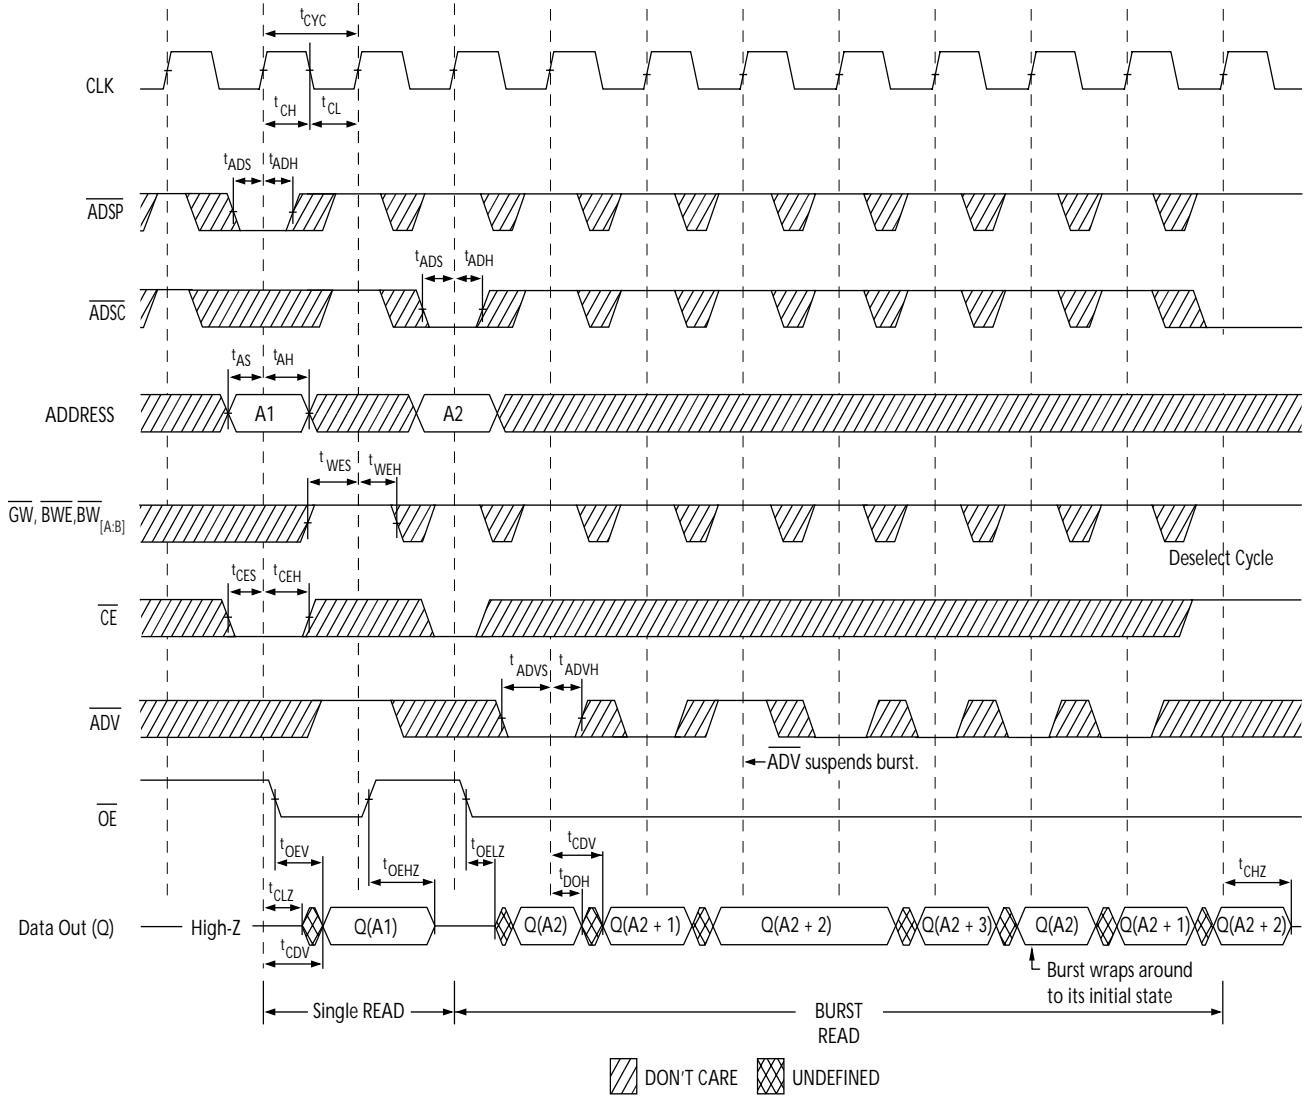 tCYC
CLK
tCH
tCL
tADS
tADH
ADSP
tADS
tADH
ADSC
tAS
tAH
ADDRESS
A1
A2
tWES
tWEH
GW, BWE,BW[A:B]
Deselect Cycle
tCES
tCEH
CE
tADVS
tADVH
ADV
ADV suspends burst.
OE
tOEV
tOEHZ
tOELZ
tCDV
tCHZ
tCLZ
tDOH
Data Out (Q)
High-Z
Q(A1)
Q(A2)
Q(A2 + 1)
Q(A2 + 2)
Q(A2 + 3)
Q(A2)
Q(A2 + 1)
Q(A2 + 2)
tCDV
Burst wraps around
to its initial state
Single READ
BURST
READ
DON'T CARE
UNDEFINED